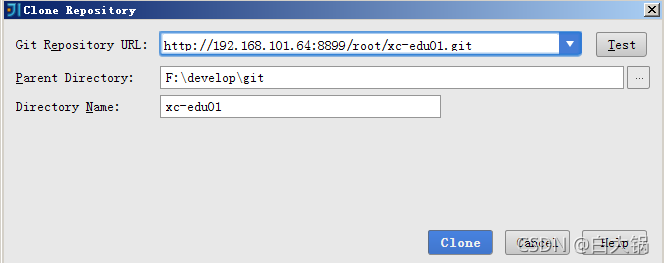 Clone Repository
Git Repository URL: http://192.168.101.64:8899/root/xc-edu01.git Test
Parent Directory: F:\develop\git ...
Directory Name: xc-edu01
Clone Cancel Help
CSDN @白大锅